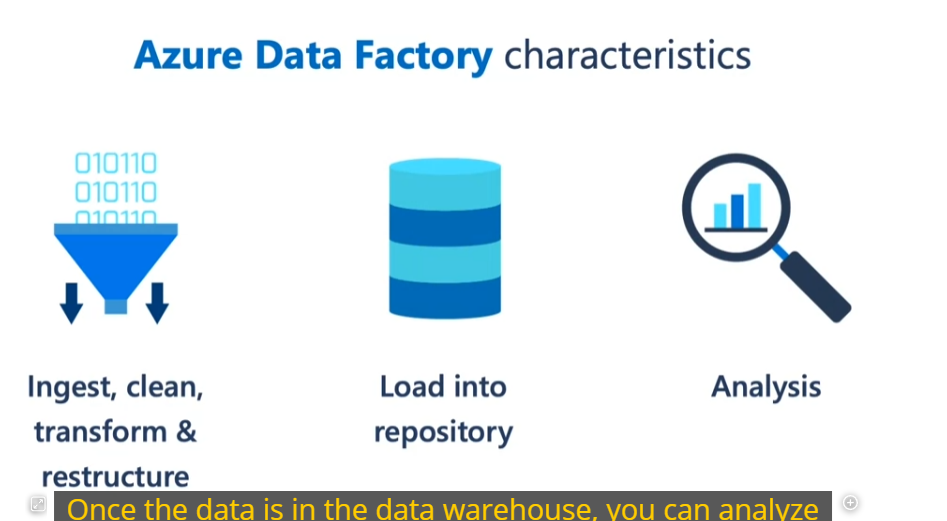 Azure Data Factory characteristics
010110
010110
010110
Ingest, clean,
transform &
restructure
Load into
repository
Analysis
Once the data is in the data warehouse, you can analyze